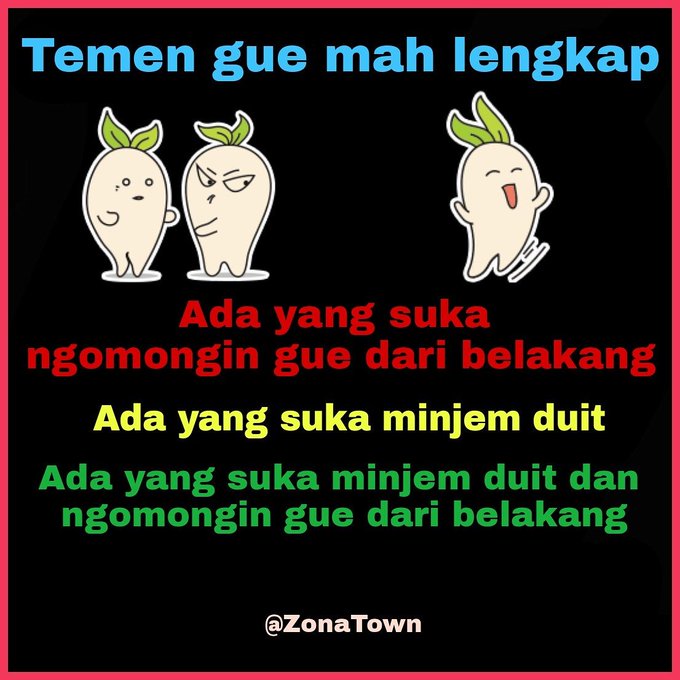 Temen gue mah lengkap
Ada yang suka
ngomongin gue dari belakang
Ada yang suka minjem duit
Ada yang suka minjem duit dan
ngomongin gue dari belakang
@ZonaTown